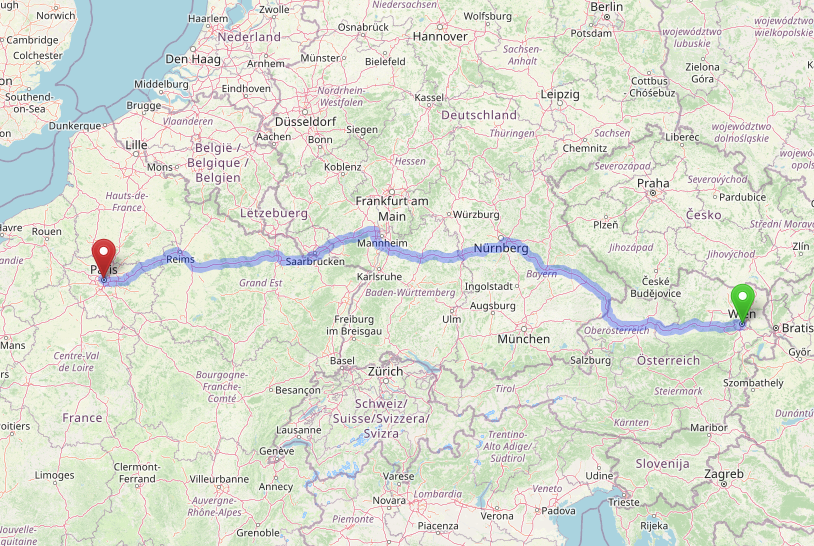 Norwich
Haarlem
Zwolle
Niedersachsen
Wolfsburg
Berlin
Osnabrück
Hannover
Potsdam
województwo
lubuskie
województwo
wielkopolskie
Cambridge
Colchester
Nederland
Den Haag
Arnhem
Münster
Bielefeld
Sachsen-
Anhalt
Zielona
Góra
Southend-
on-Sea
Middelburg
Eindhoven
Nordrhein-
Westfalen
Kassel
Leipzig
Cottbus
- Chóśebuz
Brugge
Dunkerque
Vlaanderen
Düsseldorf
Deutschland
Lille
België /
Belgique /
Belgien
Aachen
Bonn
Siegen
Thüringen
Sachsen
Chemnitz
Liberec
województwo
dolnośląskie
Mons
Koblenz
Hessen
Severozápad
Severovýchod
Hauts-de-
France
Lëtzebuerg
Frankfurt am
Main
Würzburg
Praha
Pardubice
Česko
Rouen
Plzeň
Střední Morava
Mannheim
Nürnberg
Jihozápad
Jihovýchod
Zlín
Paris
Reims
Saarbrücken
Grand Est
Karlsruhe
Baden-Württemberg
Ingolstadt
Bayern
České
Budějovice
Augsburg
Wien
Freiburg
im Breisgau
Ulm
München
Oberösterreich
Bratis
Mans
Centre-Val
de Loire
Basel
Zürich
Salzburg
Österreich
Győr
Bourgogne-
Franche-
Comté
Besançon
Tirol
Steiermark
Szombathely
France
Schweiz/
Suisse/Svizzera/
Svizra
Kärnten
Dunántú
Lausanne
Maribor
Genève
Trentino-
Alto Adige/
Südtirol
Slovenija
Limoges
Clermont-
Ferrand
Villeurbanne
Annecy
Varese
Udine
Zagreb
Auvergne-
Rhône-Alpes
Novara
Lombardia
Veneto
Trieste
Verona
Padova
Grenoble
Piemonte
Piacenza
Rijeka